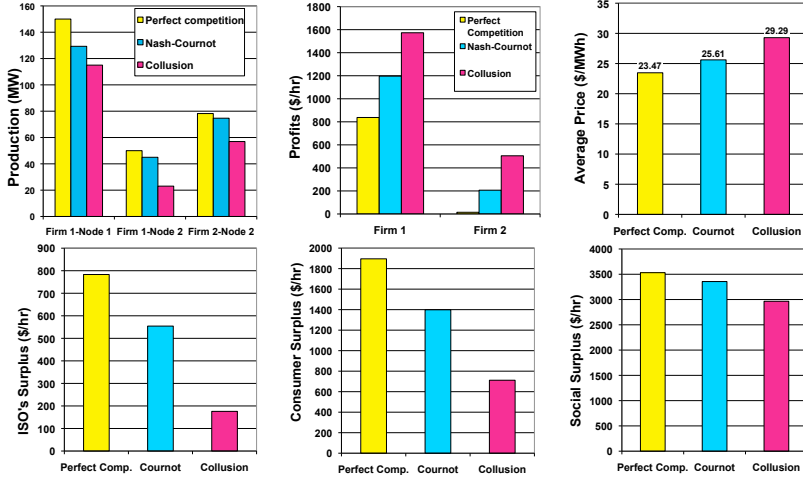 160
140
120
100
80
60
40
20
0
Production (MW)
Perfect competition
Nash-Cournot
Collusion
Firm 1-Node 1 Firm 1-Node 2 Firm 2-Node 2
1800
1600
1400
1200
1000
800
600
400
200
0
Profits ($/hr)
Perfect
Competition
Nash-Cournot
Collusion
Firm 1 Firm 2
35
30
25
20
15
10
5
0
Average Price ($/MWh)
23.47 25.61 29.29
Perfect Comp. Cournot Collusion
900
800
700
600
500
400
300
200
100
0
ISO's Surplus ($/hr)
Perfect Comp. Cournot Collusion
2000
1800
1600
1400
1200
1000
800
600
400
200
0
Consumer Surplus ($/hr)
Perfect Comp. Cournot Collusion
4000
3500
3000
2500
2000
1500
1000
500
0
Social Surplus ($/hr)
Perfect Comp. Cournot Collusion